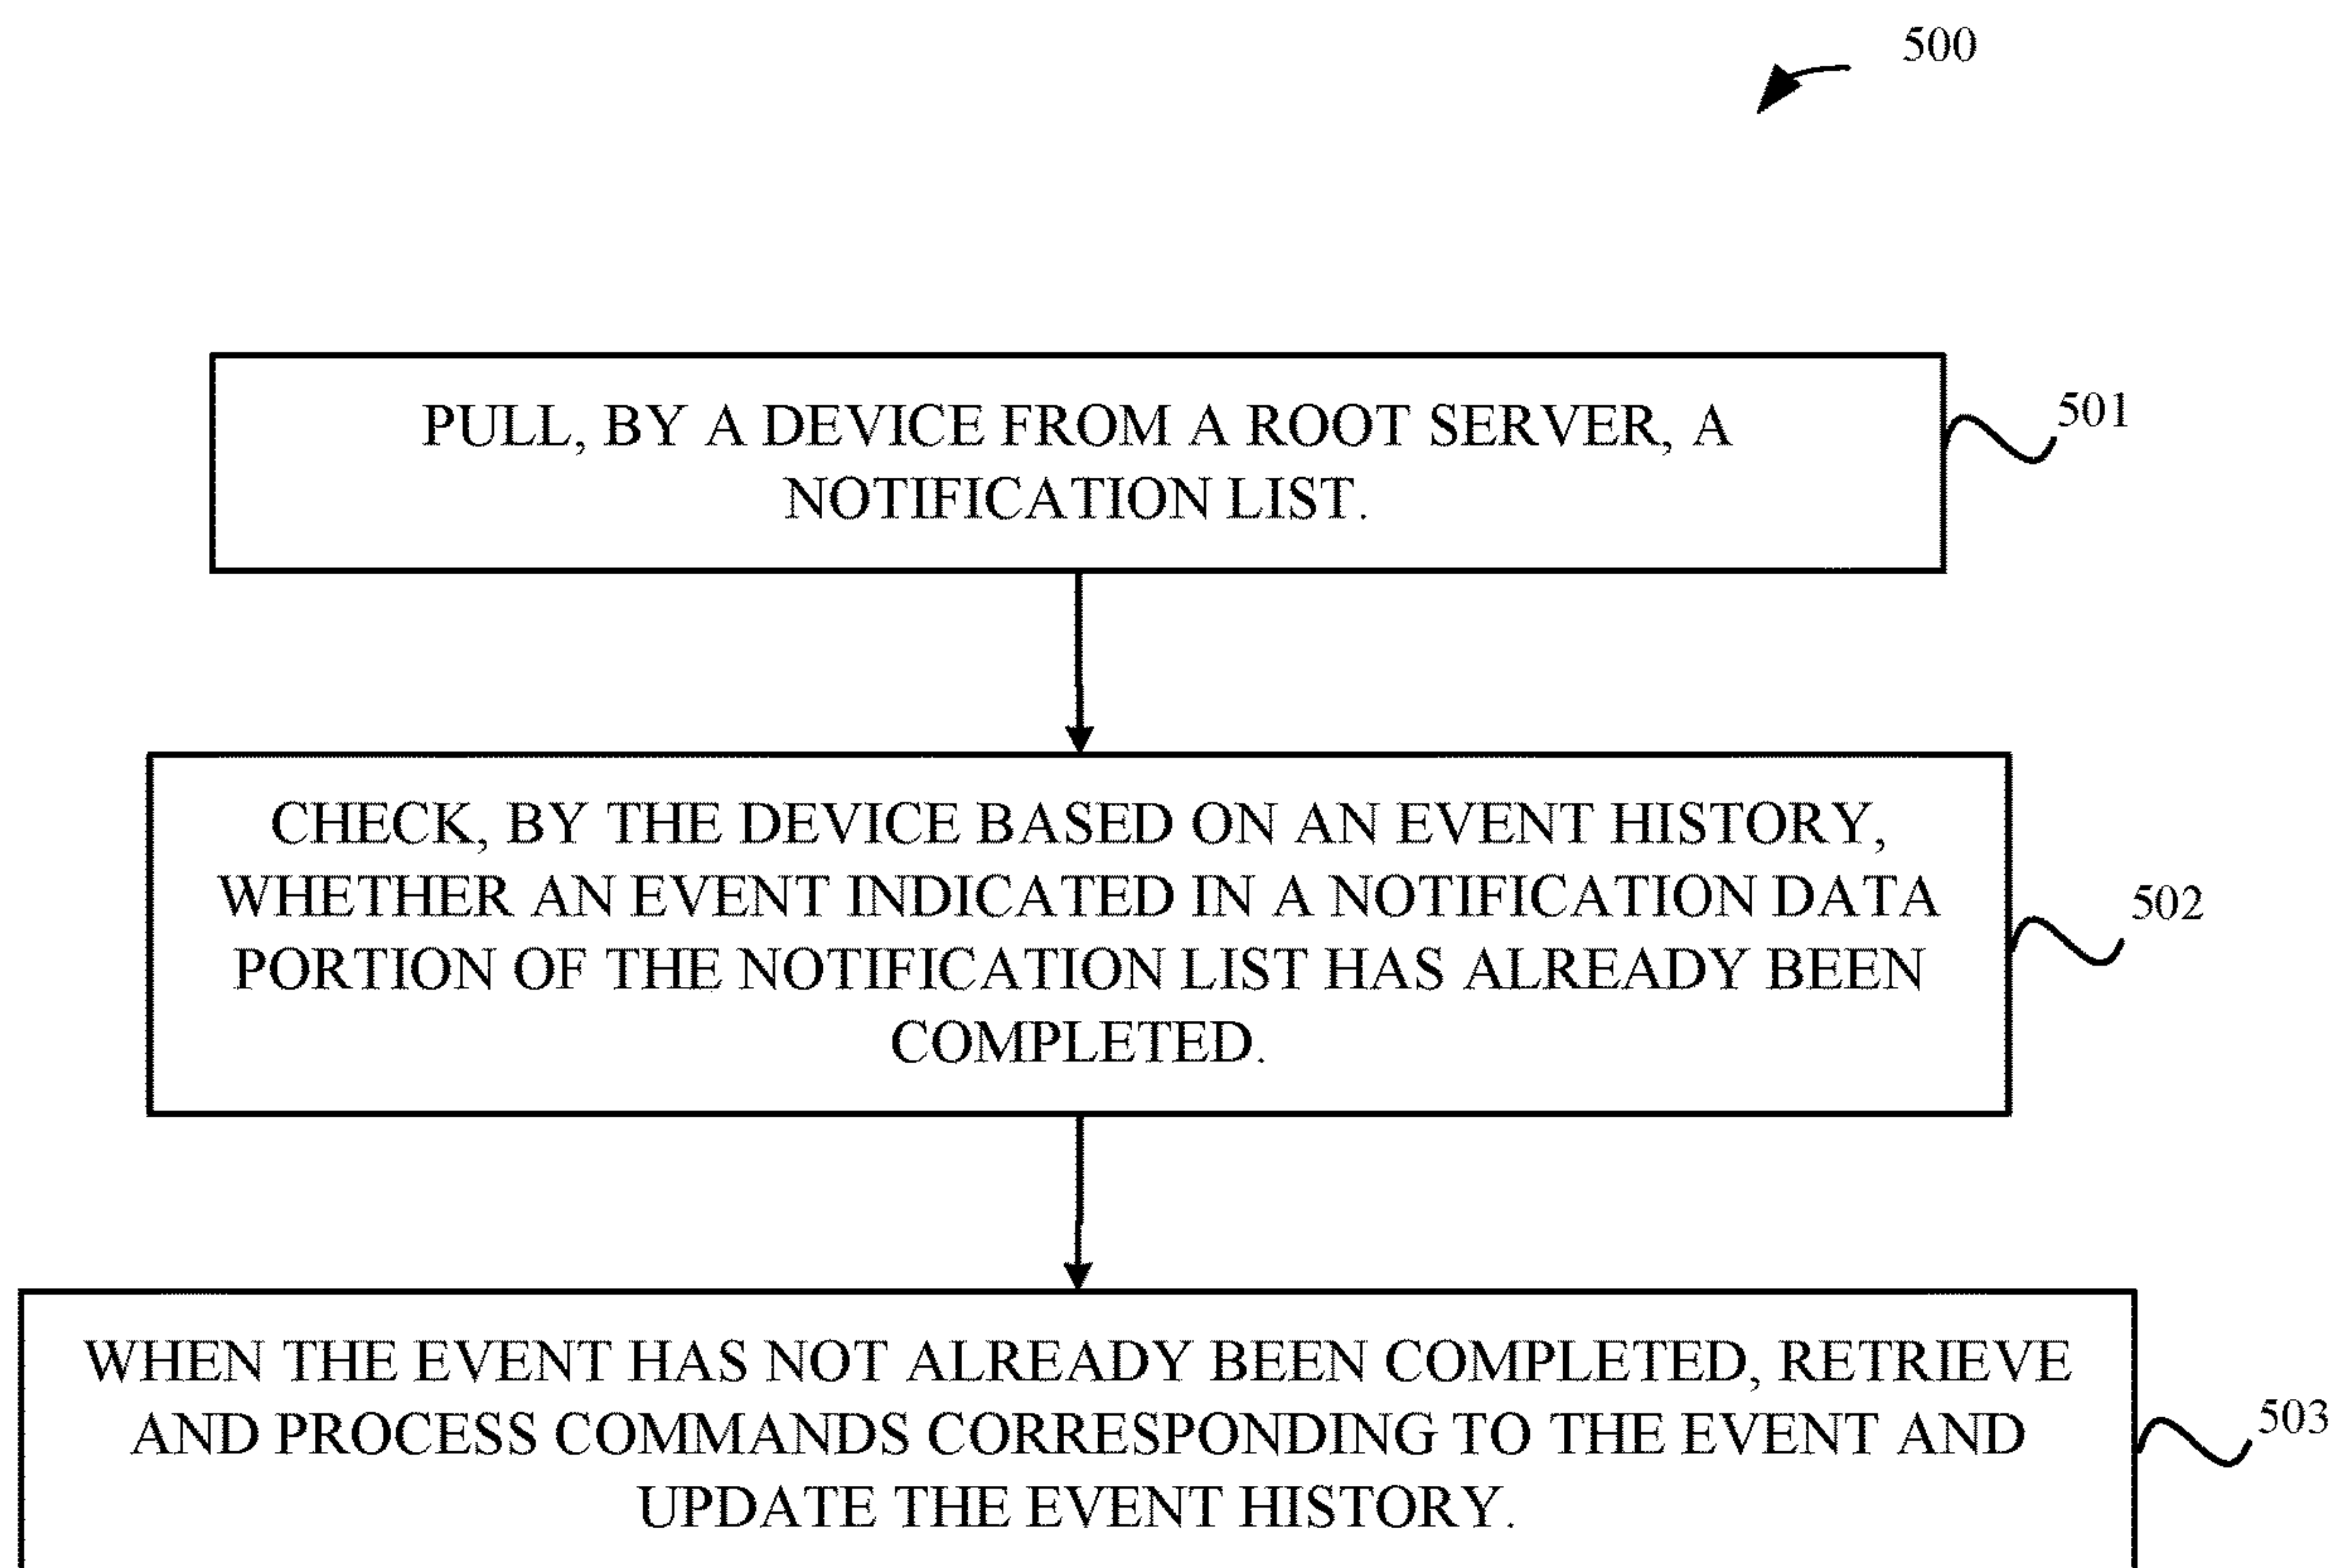 500
PULL, BY A DEVICE FROM A ROOT SERVER, A
NOTIFICATION LIST.
501
CHECK, BY THE DEVICE BASED ON AN EVENT HISTORY,
WHETHER AN EVENT INDICATED IN A NOTIFICATION DATA
PORTION OF THE NOTIFICATION LIST HAS ALREADY BEEN
COMPLETED.
502
WHEN THE EVENT HAS NOT ALREADY BEEN COMPLETED, RETRIEVE
AND PROCESS COMMANDS CORRESPONDING TO THE EVENT AND
UPDATE THE EVENT HISTORY.
503